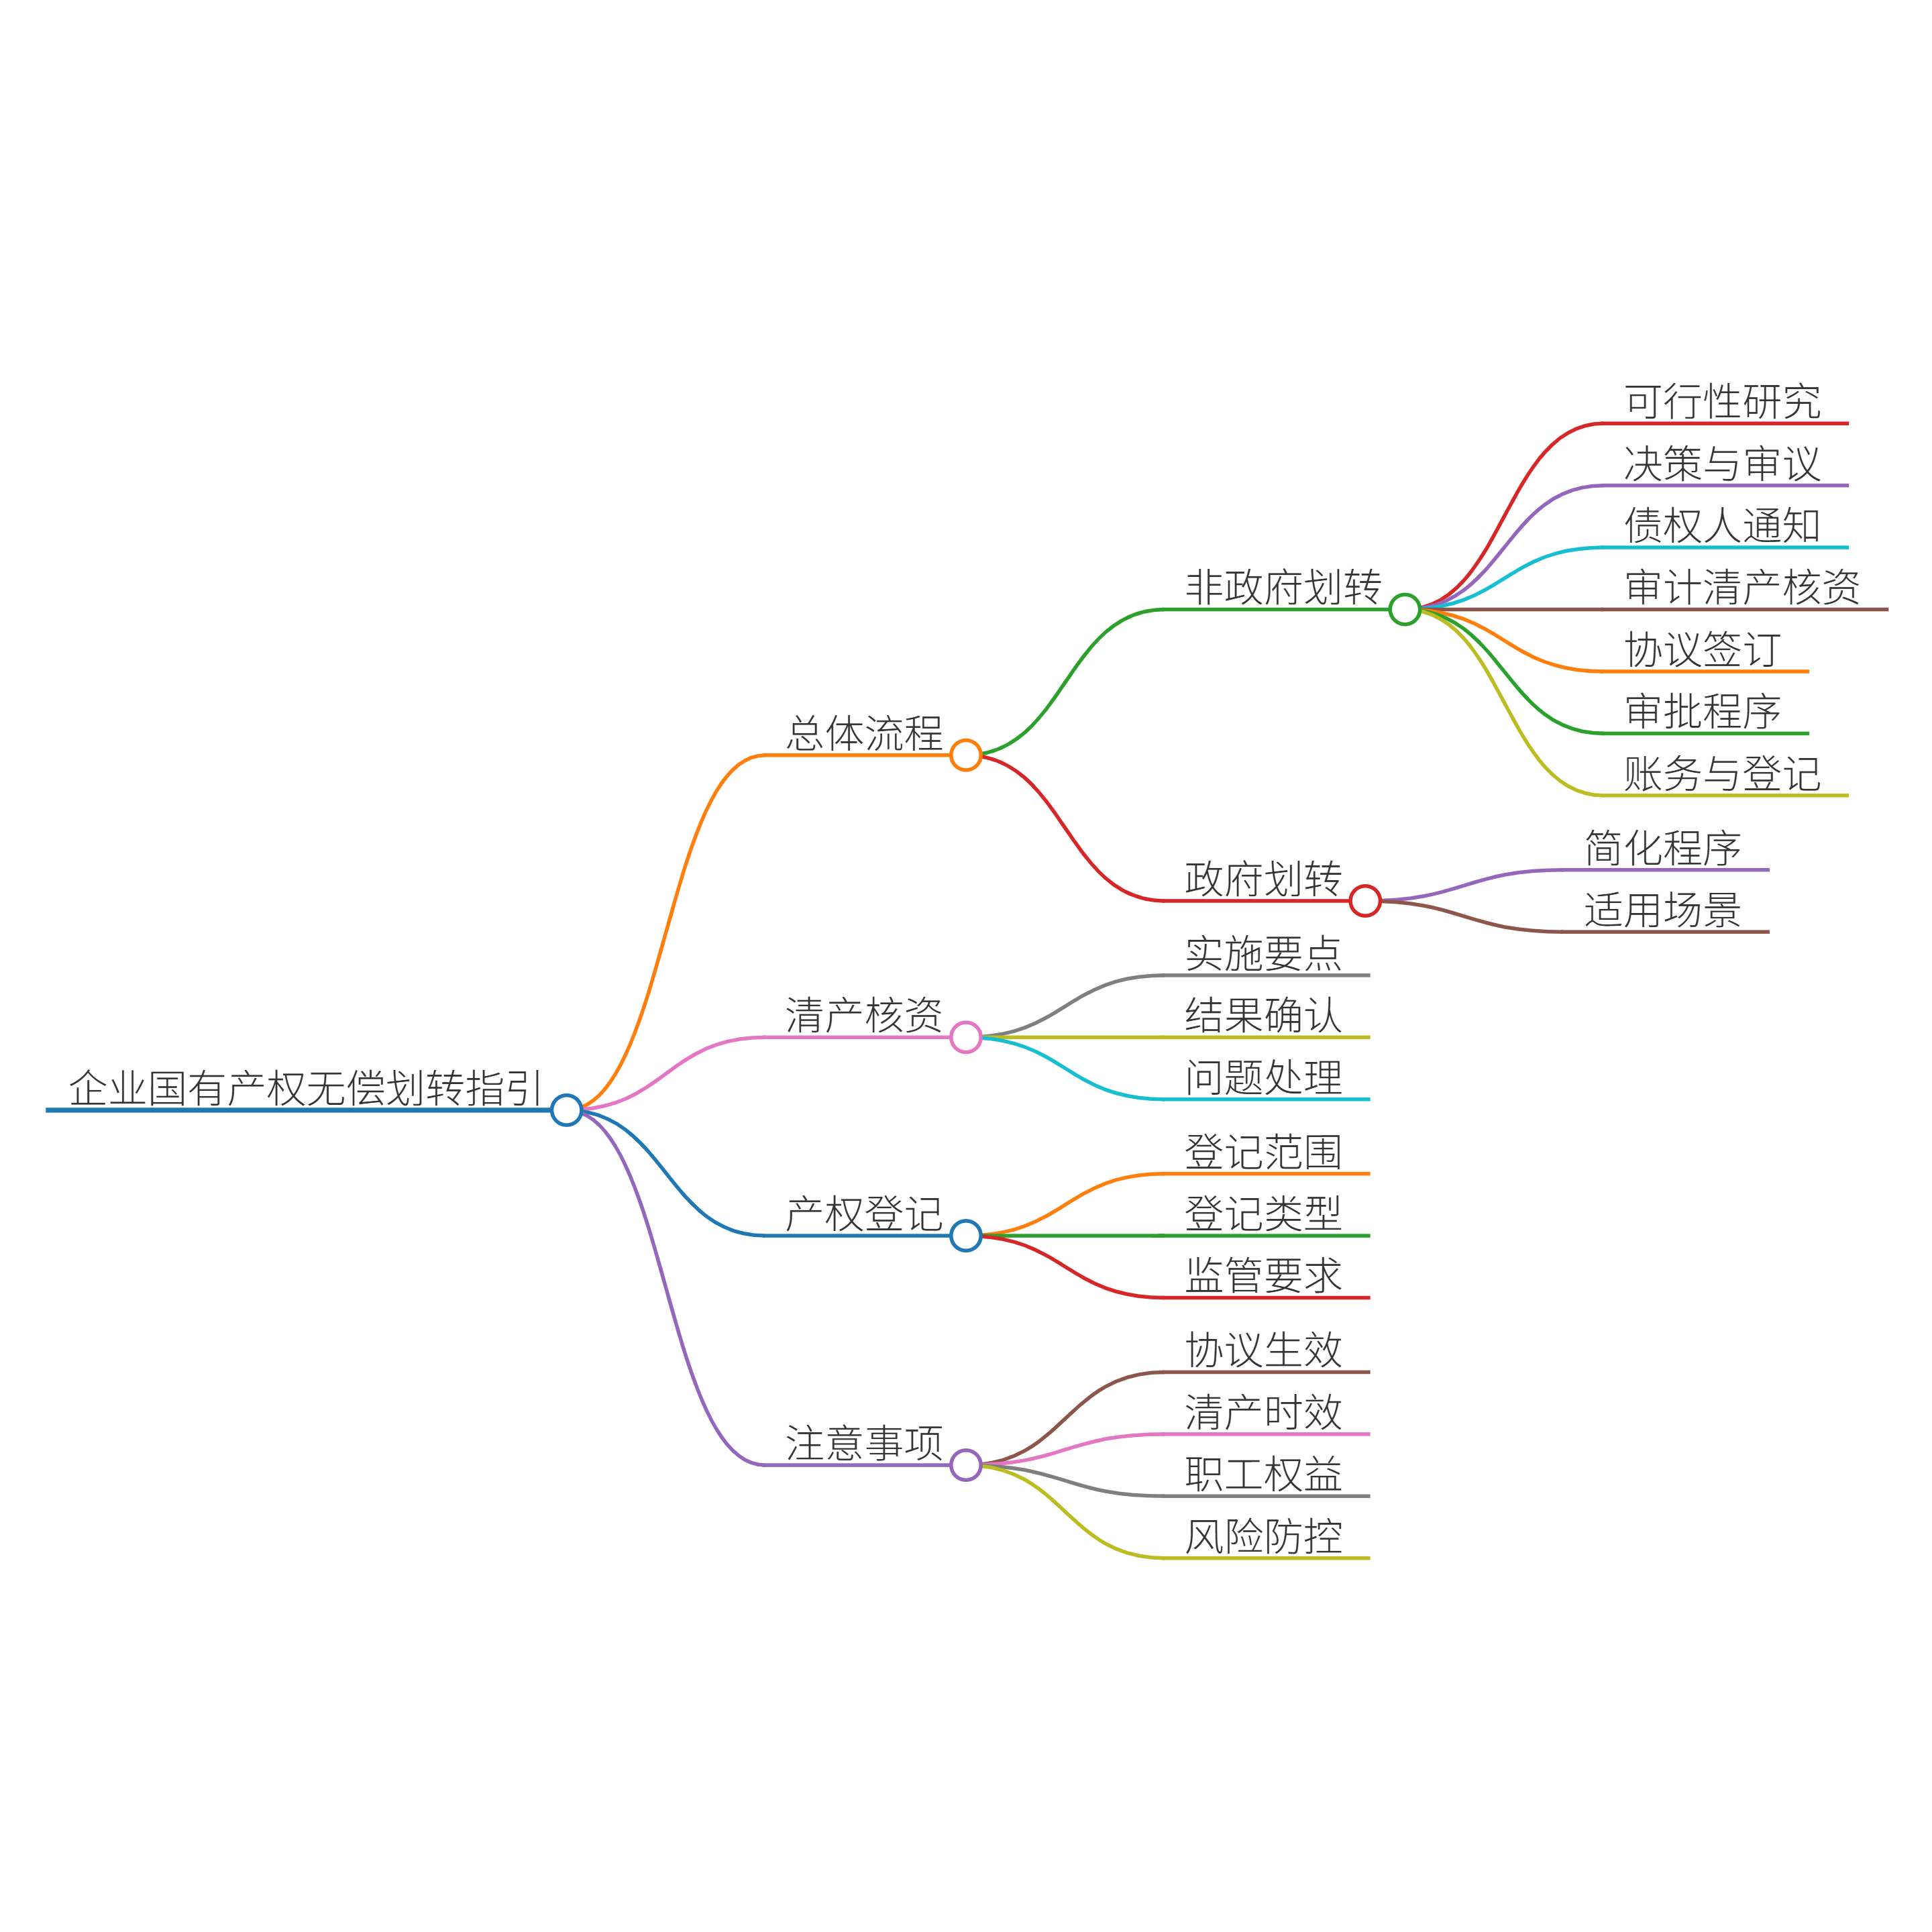 企业国有产权无偿划转指引
总体流程
非政府划转
可行性研究
决策与审议
债权人通知
审计清产核资
协议签订
审批程序
账务与登记
政府划转
简化程序
适用场景
清产核资
实施要点
结果确认
问题处理
产权登记
登记范围
登记类型
监管要求
注意事项
协议生效
清产时效
职工权益
风险防控